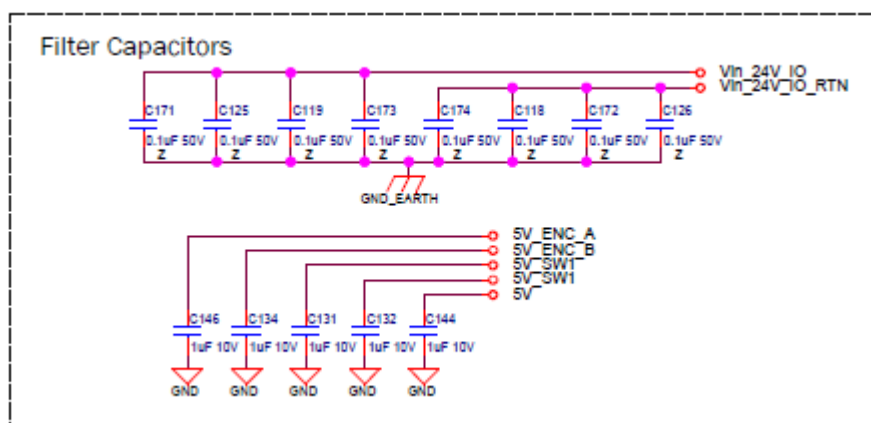 Filter Capacitors
VIn_24V_IO
VIn_24V_IO_RTN
C171 C125 C119 C173 C174 C118 C172 C126
0.1uF 50V 0.1uF 50V 0.1uF 50V 0.1uF 50V 0.1uF 50V 0.1uF 50V 0.1uF 50V 0.1uF 50V
Z Z Z Z Z Z Z Z
GND_EARTH
5V_ENC_A
5V_ENC_B
5V_SW1
5V_SW1
5V
C146 C134 C131 C132 C144
1uF 10V 1uF 10V 1uF 10V 1uF 10V 1uF 10V
GND GND GND GND GND